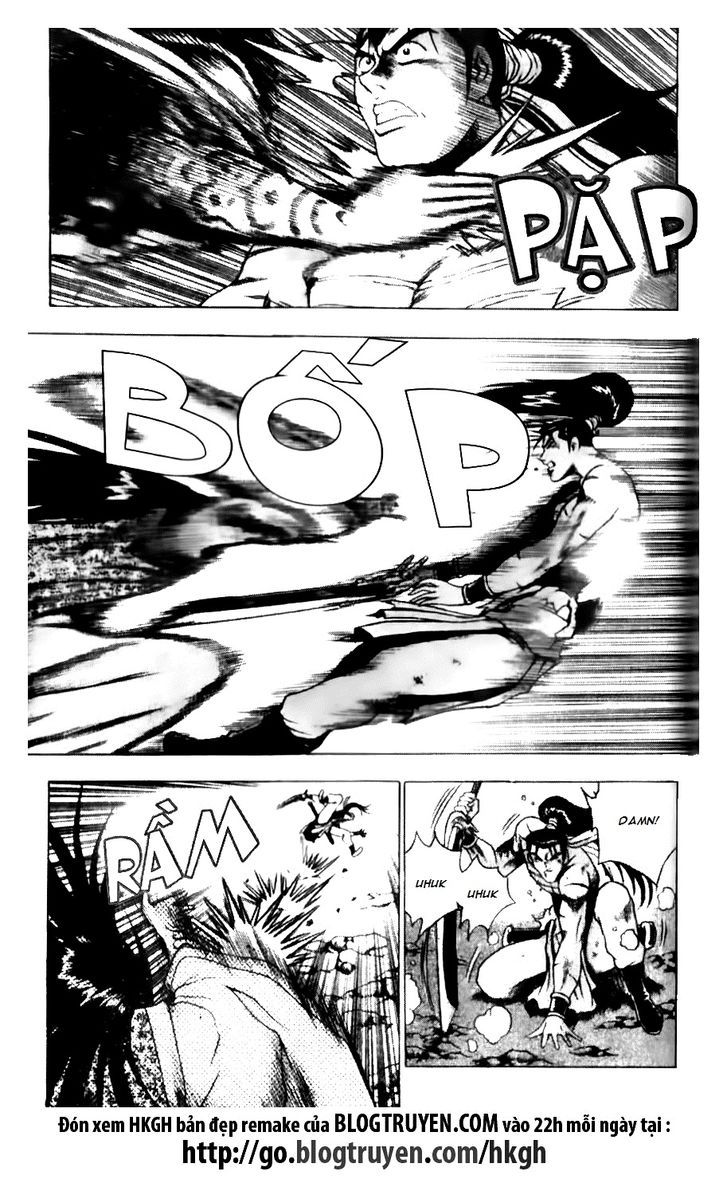 PẶP
BỐP
RẦM
DAMN!
UHUK
UHUK
Đón xem HKGH bản đẹp remake của BLOGTRUYEN.COM vào 22h mỗi ngày tại :
http://go.blogtruyen.com/hkgh